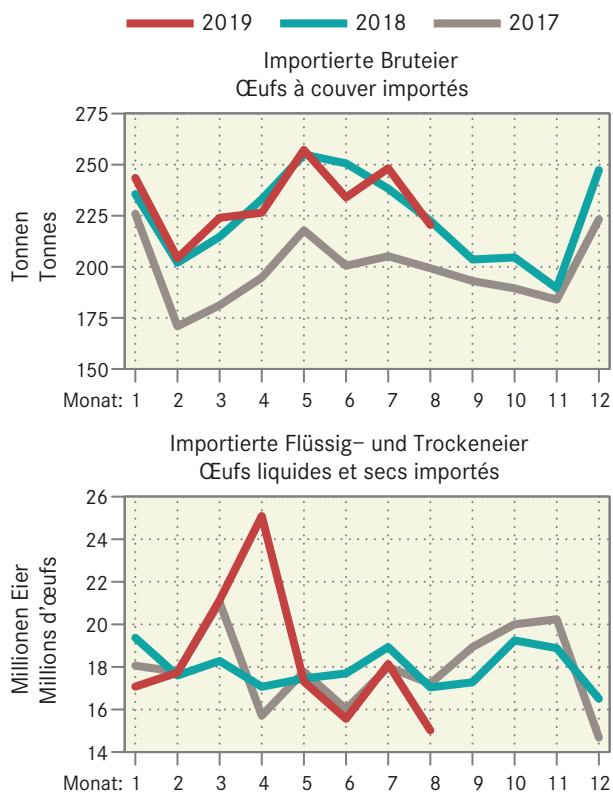 2019 2018 2017
Importierte Bruteier
Œufs à couver importés
Tonnen
Tonnes
275
250
225
200
175
150
Monat: 1 2 3 4 5 6 7 8 9 10 11 12
Importierte Flüssig– und Trockeneier
Œufs liquides et secs importés
Millionen Eier
Millions d'œufs
26
24
22
20
18
16
14
Monat: 1 2 3 4 5 6 7 8 9 10 11 12